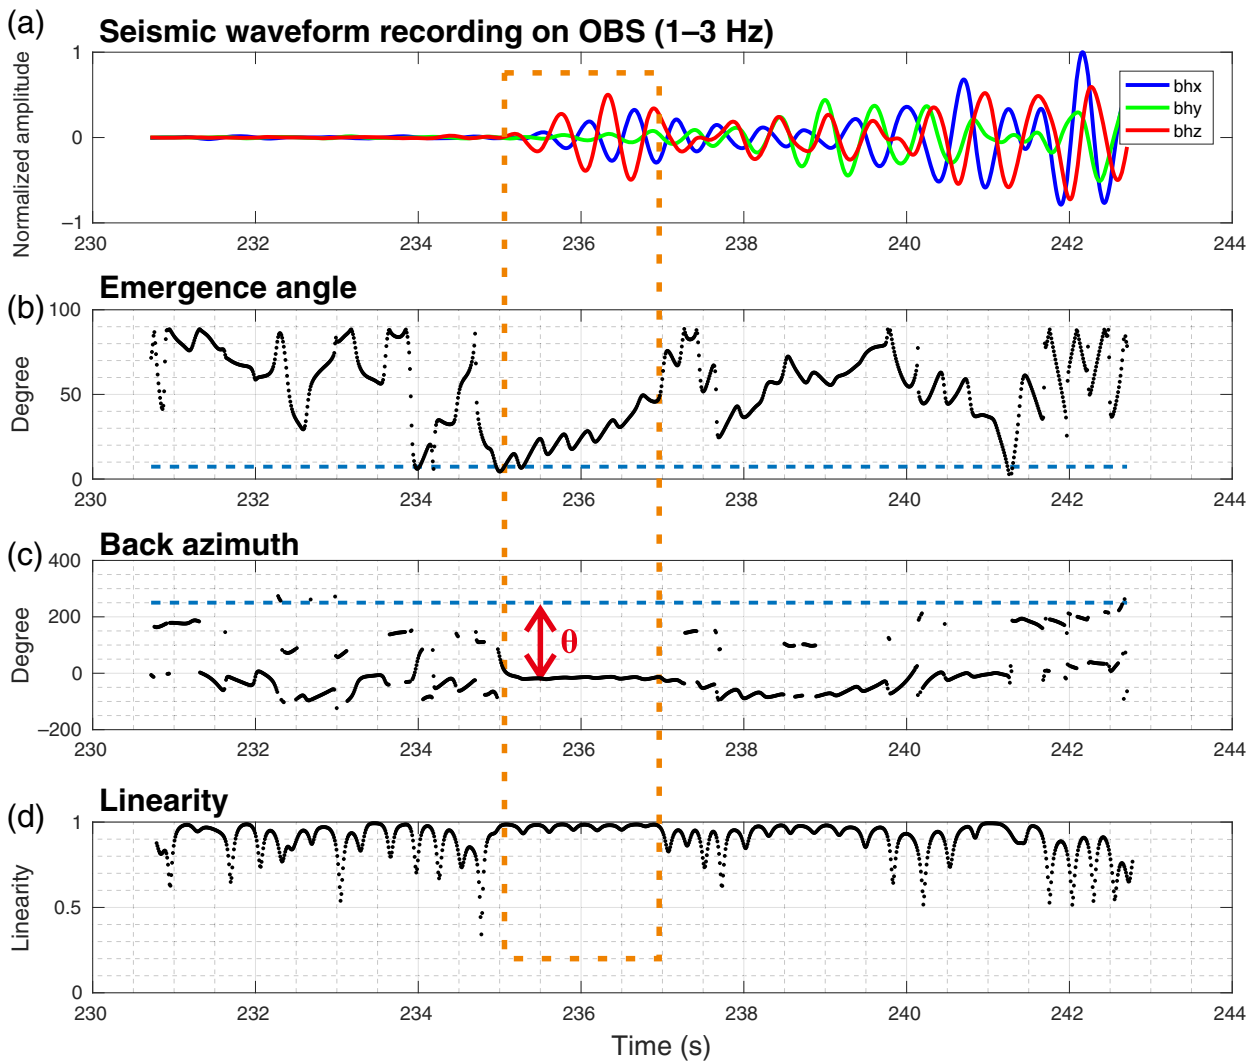 (a) Seismic waveform recording on OBS (1–3 Hz)
Normalized amplitude
1
0
−1
bhx
bhy
bhz
230 232 234 236 238 240 242 244
(b) Emergence angle
Degree
100
50
0
230 232 234 236 238 240 242 244
(c) Back azimuth
Degree
400
200
0
−200
θ
230 232 234 236 238 240 242 244
(d) Linearity
Linearity
1
0.5
0
230 232 234 236 238 240 242 244
Time (s)